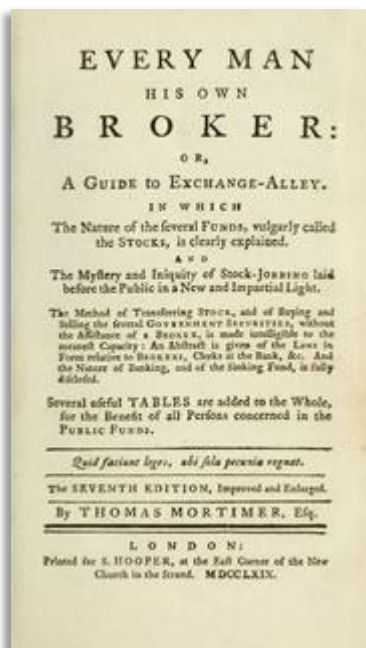 EVERY MAN
HIS OWN
BROKER:
OR,
A GUIDE to EXCHANGE-ALLEY.
IN WHICH
The Nature of the ſeveral FUNDS, vulgarly called
the STOCKS, is clearly explained.
AND
The Myſtery and Iniquity of STOCK-JOBBING laid
before the Public in a New and Impartial Light.
The Method of Transferring STOCK, and of Buying and
Selling the ſeveral GOVERNMENT SECURITIES, without
the Aſſiſtance of a BROKER, is made intelligible to the
meaneſt Capacity: An Abſtract is given of the LAWS in
Force relative to BROKERS, Clerks at the Bank, &c. And
the Nature of Banking, and of the Sinking Fund, is fully
diſcloſed.
Several uſeful TABLES are added to the Whole,
for the Benefit of all Perſons concerned in the
PUBLIC FUNDS.
Quid faciant leges, ubi ſola pecunia regnat.
The SEVENTH EDITION, Improved and Enlarged.
By THOMAS MORTIMER, Eſq.
LONDON:
Printed for S. HOOPER, at the Eaſt Corner of the New
Church in the Strand. MDCCLXIX.